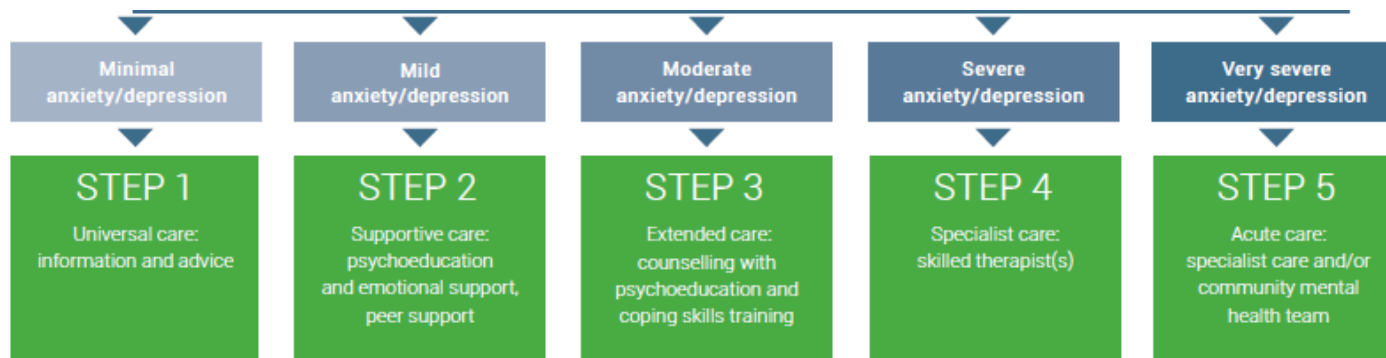 Minimal
anxiety/depression
Mild
anxiety/depression
Moderate
anxiety/depression
Severe
anxiety/depression
Very severe
anxiety/depression
STEP 1
Universal care:
information and advice
STEP 2
Supportive care:
psychoeducation
and emotional support,
peer support
STEP 3
Extended care:
counselling with
psychoeducation and
coping skills training
STEP 4
Specialist care:
skilled therapist(s)
STEP 5
Acute care:
specialist care and/or
community mental
health team